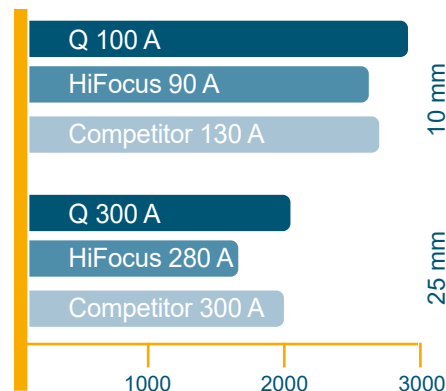 Q 100 A
HiFocus 90 A
Competitor 130 A
10 mm
Q 300 A
HiFocus 280 A
Competitor 300 A
25 mm
1000 2000 3000